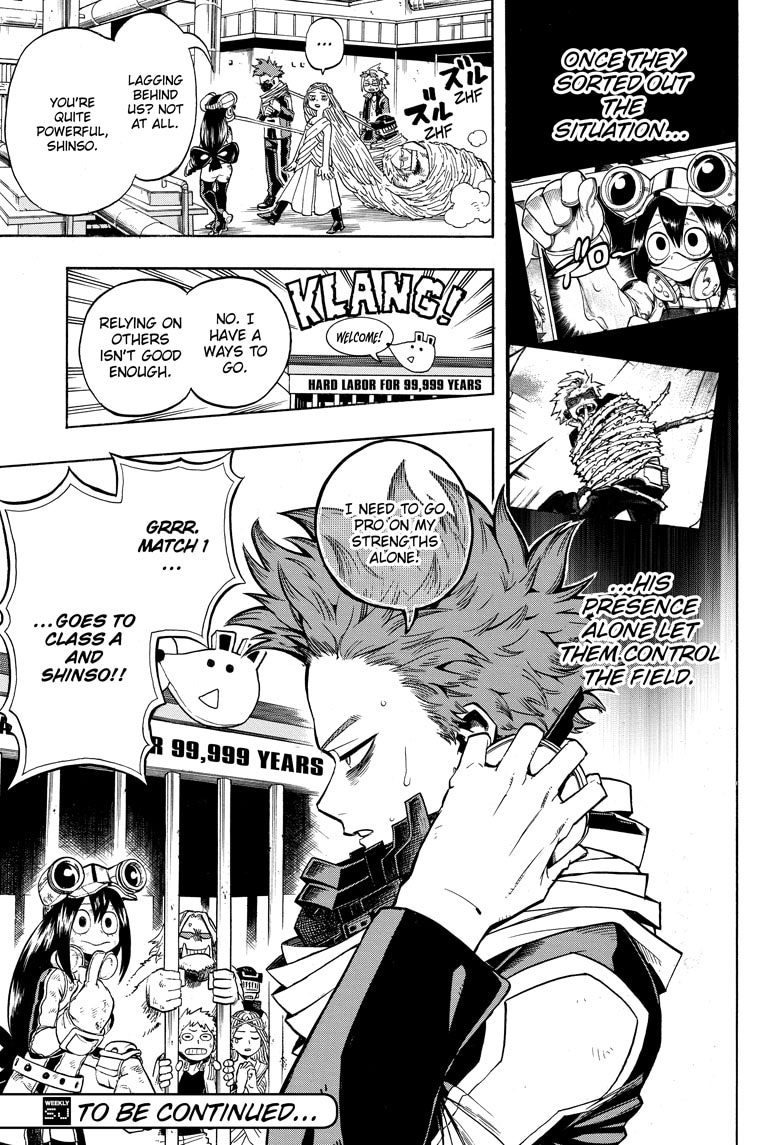 ONCE THEY
SORTED OUT
THE
SITUATION...
デロ
...HIS
PRESENCE
ALONE LET
THEM CONTROL
THE FIELD.
ズル
ZHF
ズル
ZHF
...
LAGGING
BEHIND
US? NOT
AT ALL.
YOU'RE
QUITE
POWERFUL,
SHINSO.
KLANG!
WELCOME!
HARD LABOR FOR 99,999 YEARS
NO. I
HAVE A
WAYS TO
GO.
RELYING ON
OTHERS
ISN'T GOOD
ENOUGH.
I NEED TO GO
PRO ON MY
STRENGTHS
ALONE!
GRRR.
MATCH 1
...
...GOES TO
CLASS A
AND
SHINSO!!
R 99,999 YEARS
WEEKLY
SJ
TO BE CONTINUED...